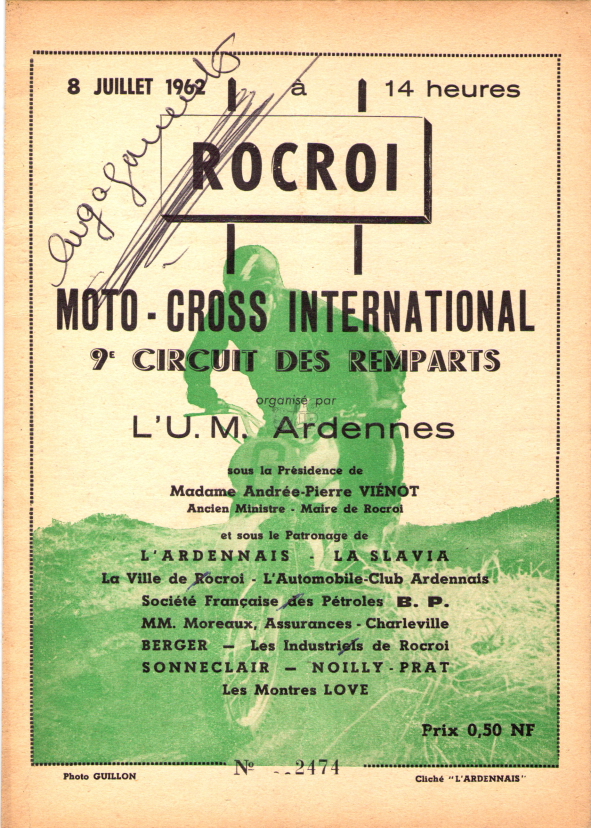 8 JUILLET 1962 à 14 heures
ROCROI
MOTO - CROSS INTERNATIONAL
9E CIRCUIT DES REMPARTS
organisé par
L'U. M. Ardennes
sous la Présidence de
Madame Andrée-Pierre VIÉNOT
Ancien Ministre - Maire de Rocroi
et sous le Patronage de
L'ARDENNAIS - LA SLAVIA
La Ville de Rocroi - L'Automobile-Club Ardennais
Société Française des Pétroles B. P.
MM. Moreaux, Assurances - Charleville
BERGER — Les Industriels de Rocroi
SONNECLAIR — NOILLY - PRAT
Les Montres LOVE
Prix 0,50 NF
No 2474
Photo GUILLON
Cliché "L'ARDENNAIS"